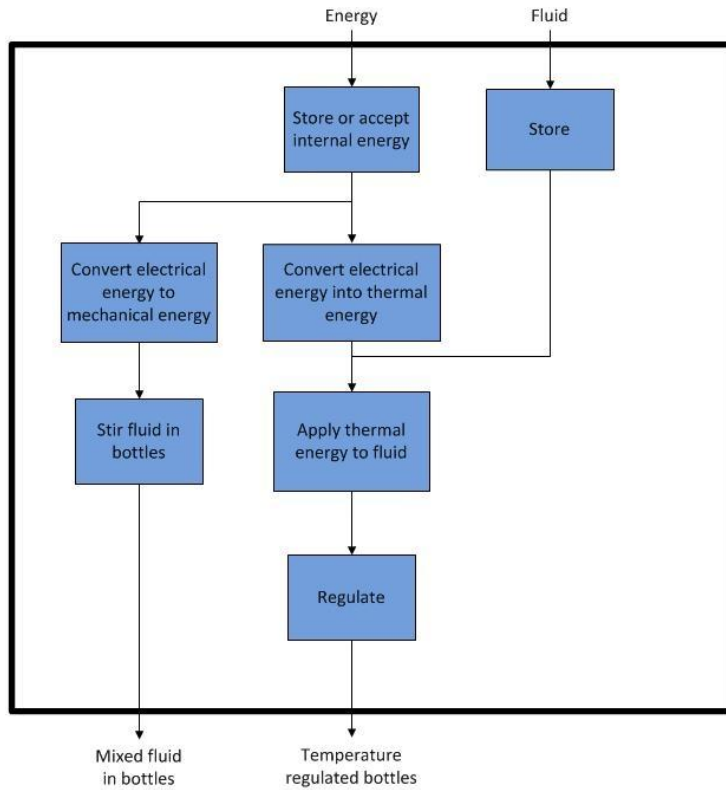 Energy
Fluid
Store or accept
internal energy
Store
Convert electrical
energy to
mechanical energy
Convert electrical
energy into thermal
energy
Stir fluid in
bottles
Apply thermal
energy to fluid
Regulate
Mixed fluid
in bottles
Temperature
regulated bottles